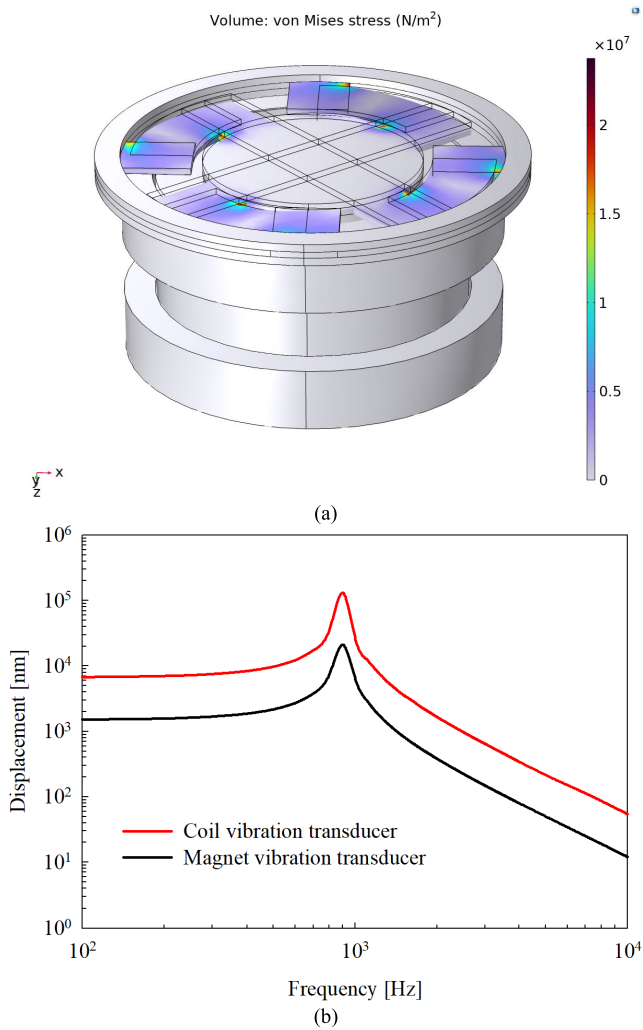 Volume: von Mises stress (N/m²)
×10⁷
2
1.5
1
0.5
0
y x
z
(a)
10⁶
10⁵
10⁴
10³
10²
10¹
10⁰
Displacement [nm]
Coil vibration transducer
Magnet vibration transducer
10² 10³ 10⁴
Frequency [Hz]
(b)